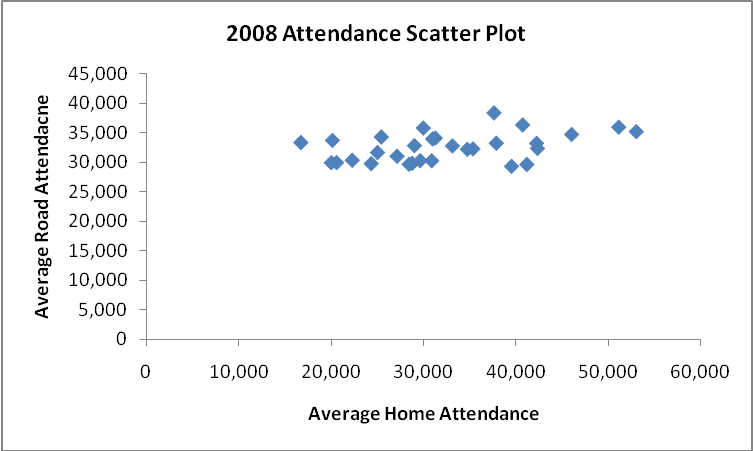 2008 Attendance Scatter Plot
Average Road Attendacne
45,000
40,000
35,000
30,000
25,000
20,000
15,000
10,000
5,000
0
0 10,000 20,000 30,000 40,000 50,000 60,000
Average Home Attendance